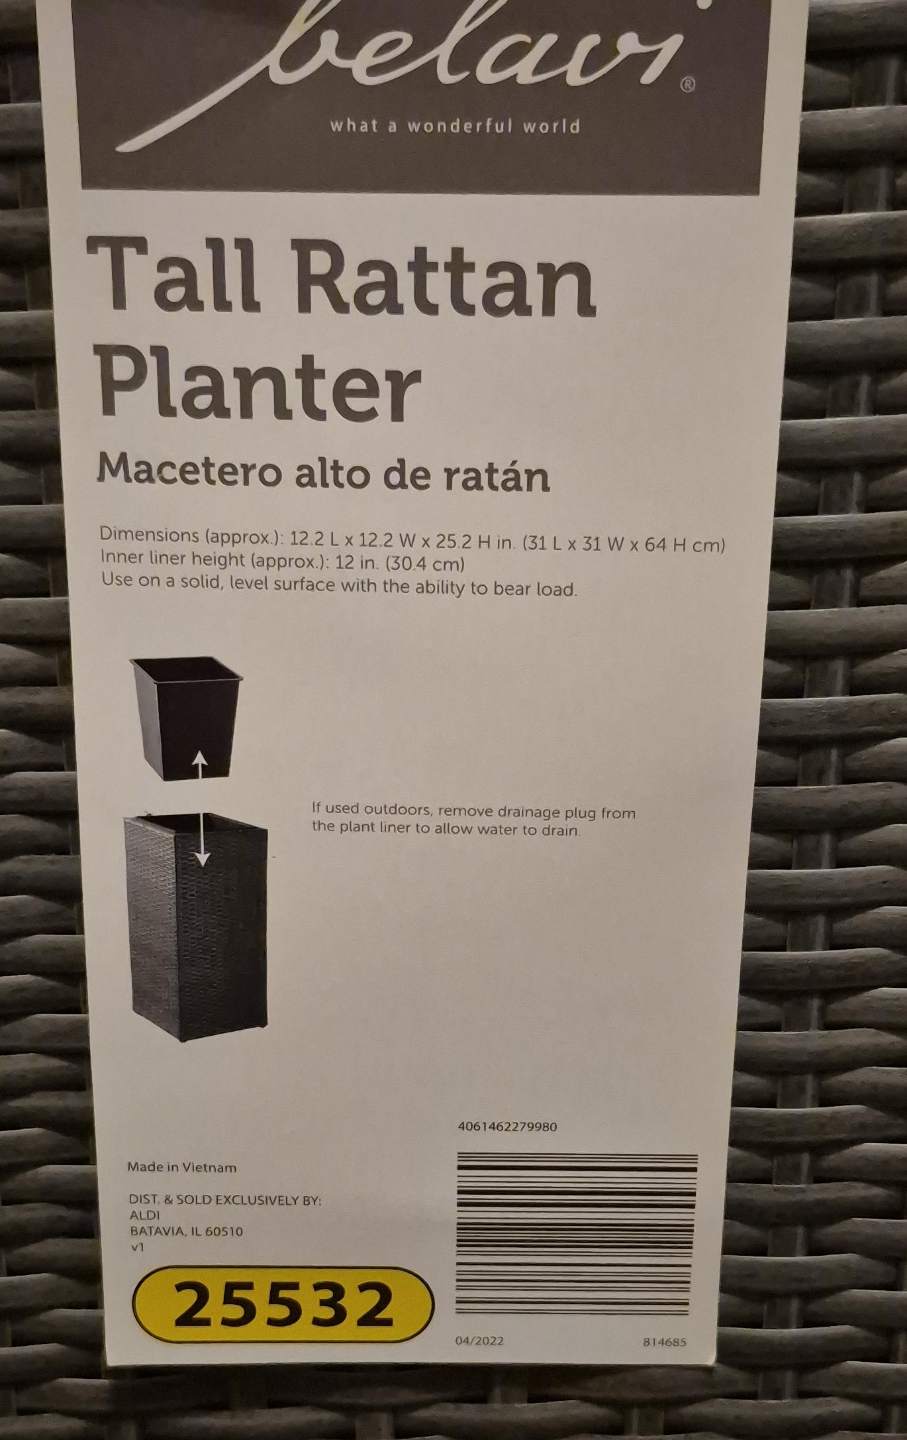 belavi®
what a wonderful world
Tall Rattan
Planter
Macetero alto de ratán
Dimensions (approx.): 12.2 L x 12.2 W x 25.2 H in. (31 L x 31 W x 64 H cm)
Inner liner height (approx.): 12 in. (30.4 cm)
Use on a solid, level surface with the ability to bear load.
If used outdoors, remove drainage plug from
the plant liner to allow water to drain.
4061462279980
Made in Vietnam
DIST. & SOLD EXCLUSIVELY BY:
ALDI
BATAVIA, IL 60510
v1
25532
04/2022 814685